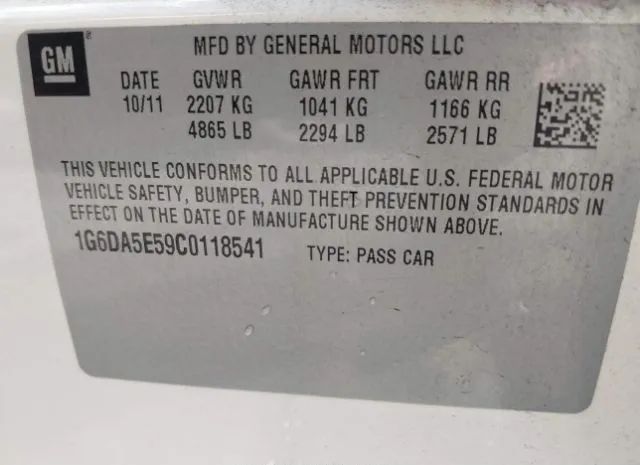 GM ®
MFD BY GENERAL MOTORS LLC
DATE GVWR GAWR FRT GAWR RR
10/11 2207 KG 1041 KG 1166 KG
4865 LB 2294 LB 2571 LB
THIS VEHICLE CONFORMS TO ALL APPLICABLE U.S. FEDERAL MOTOR
VEHICLE SAFETY, BUMPER, AND THEFT PREVENTION STANDARDS IN
EFFECT ON THE DATE OF MANUFACTURE SHOWN ABOVE.
1G6DA5E59C0118541 TYPE: PASS CAR